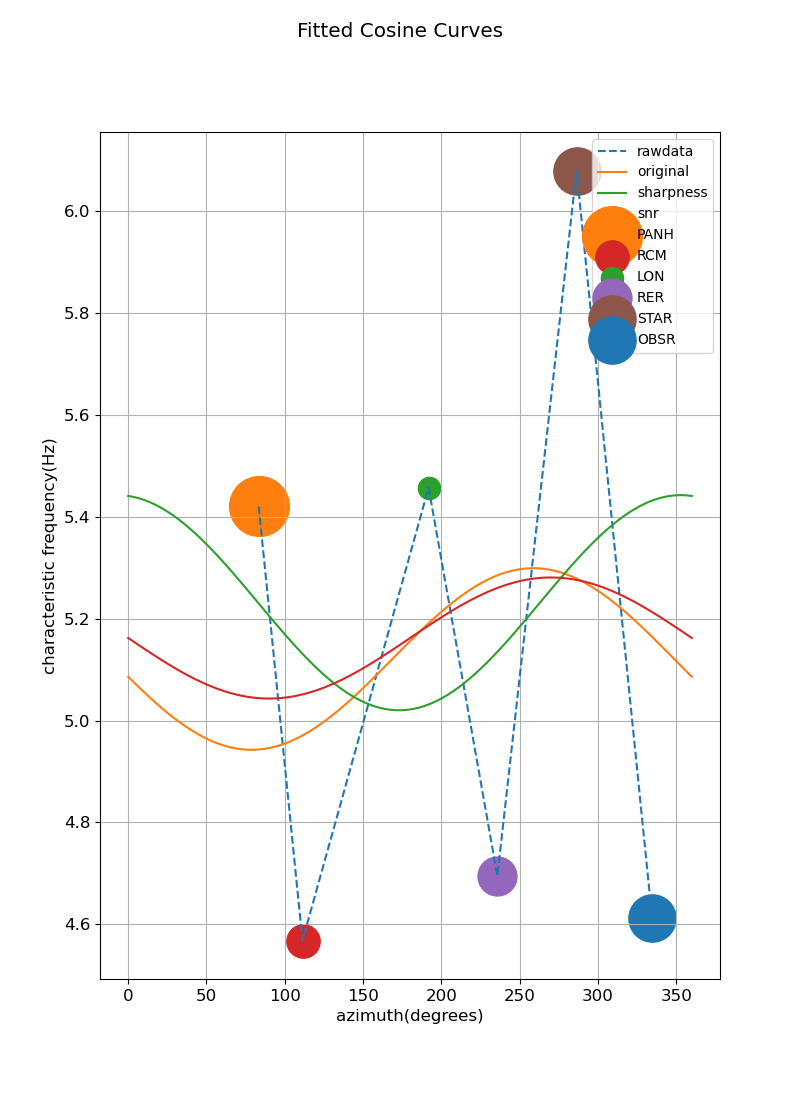 Fitted Cosine Curves
rawdata
original
sharpness
snr
PANH
RCM
LON
RER
STAR
OBSR
6.0
5.8
5.6
5.4
5.2
5.0
4.8
4.6
characteristic frequency(Hz)
0 50 100 150 200 250 300 350
azimuth(degrees)